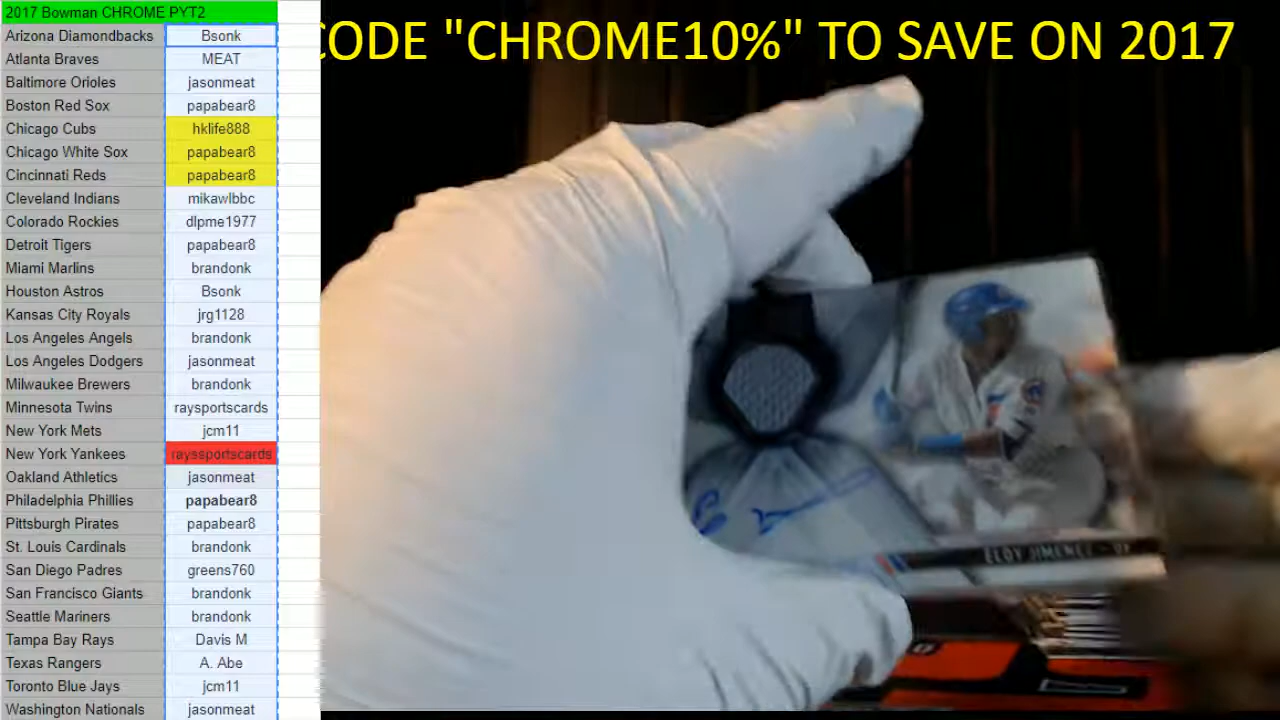 2017 Bowman CHROME PYT2
Arizona Diamondbacks Bsonk
Atlanta Braves MEAT
Baltimore Orioles jasonmeat
Boston Red Sox papabear8
Chicago Cubs hklife888
Chicago White Sox papabear8
Cincinnati Reds papabear8
Cleveland Indians mikawlbbc
Colorado Rockies dlpme1977
Detroit Tigers papabear8
Miami Marlins brandonk
Houston Astros Bsonk
Kansas City Royals jrg1128
Los Angeles Angels brandonk
Los Angeles Dodgers jasonmeat
Milwaukee Brewers brandonk
Minnesota Twins raysportscards
New York Mets jcm11
New York Yankees rayssportscards
Oakland Athletics jasonmeat
Philadelphia Phillies papabear8
Pittsburgh Pirates papabear8
St. Louis Cardinals brandonk
San Diego Padres greens760
San Francisco Giants brandonk
Seattle Mariners brandonk
Tampa Bay Rays Davis M
Texas Rangers A. Abe
Toronto Blue Jays jcm11
Washington Nationals jasonmeat
CODE "CHROME10%" TO SAVE ON 2017
ELOY JIMENEZ